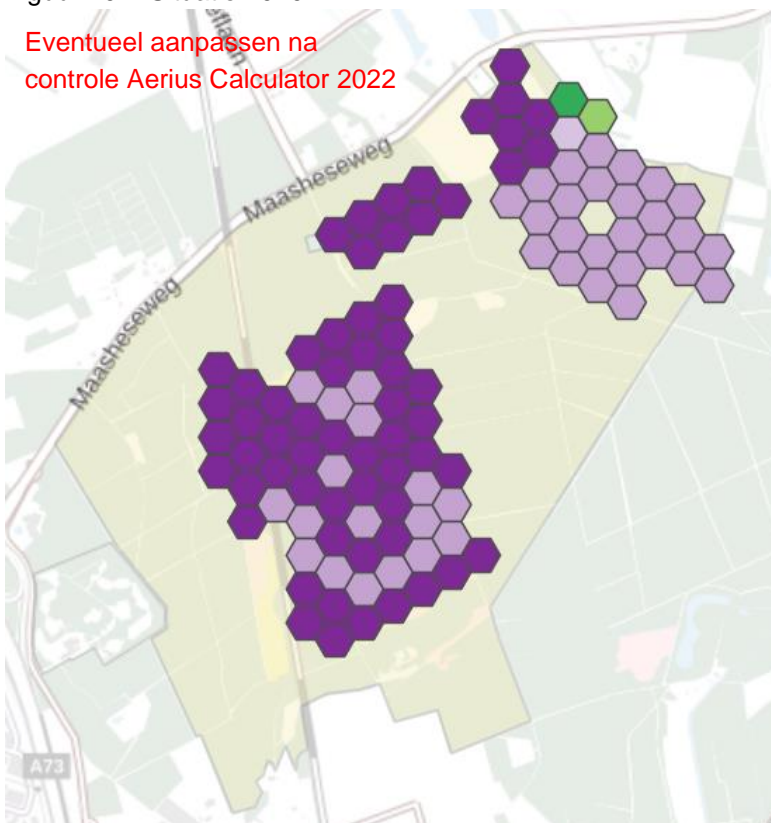 Eventueel aanpassen na
controle Aerius Calculator 2022
Maasheseweg
Maasheseweg
A73